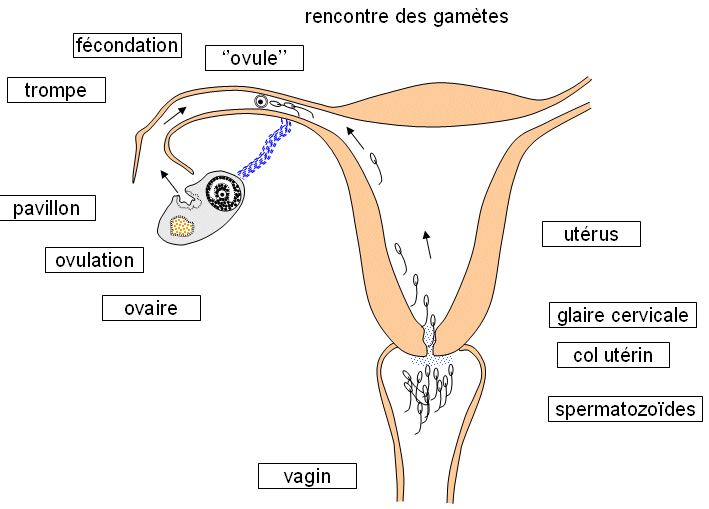 rencontre des gamètes
fécondation
‘‘ovule’’
trompe
pavillon
utérus
ovulation
ovaire
glaire cervicale
col utérin
spermatozoïdes
vagin